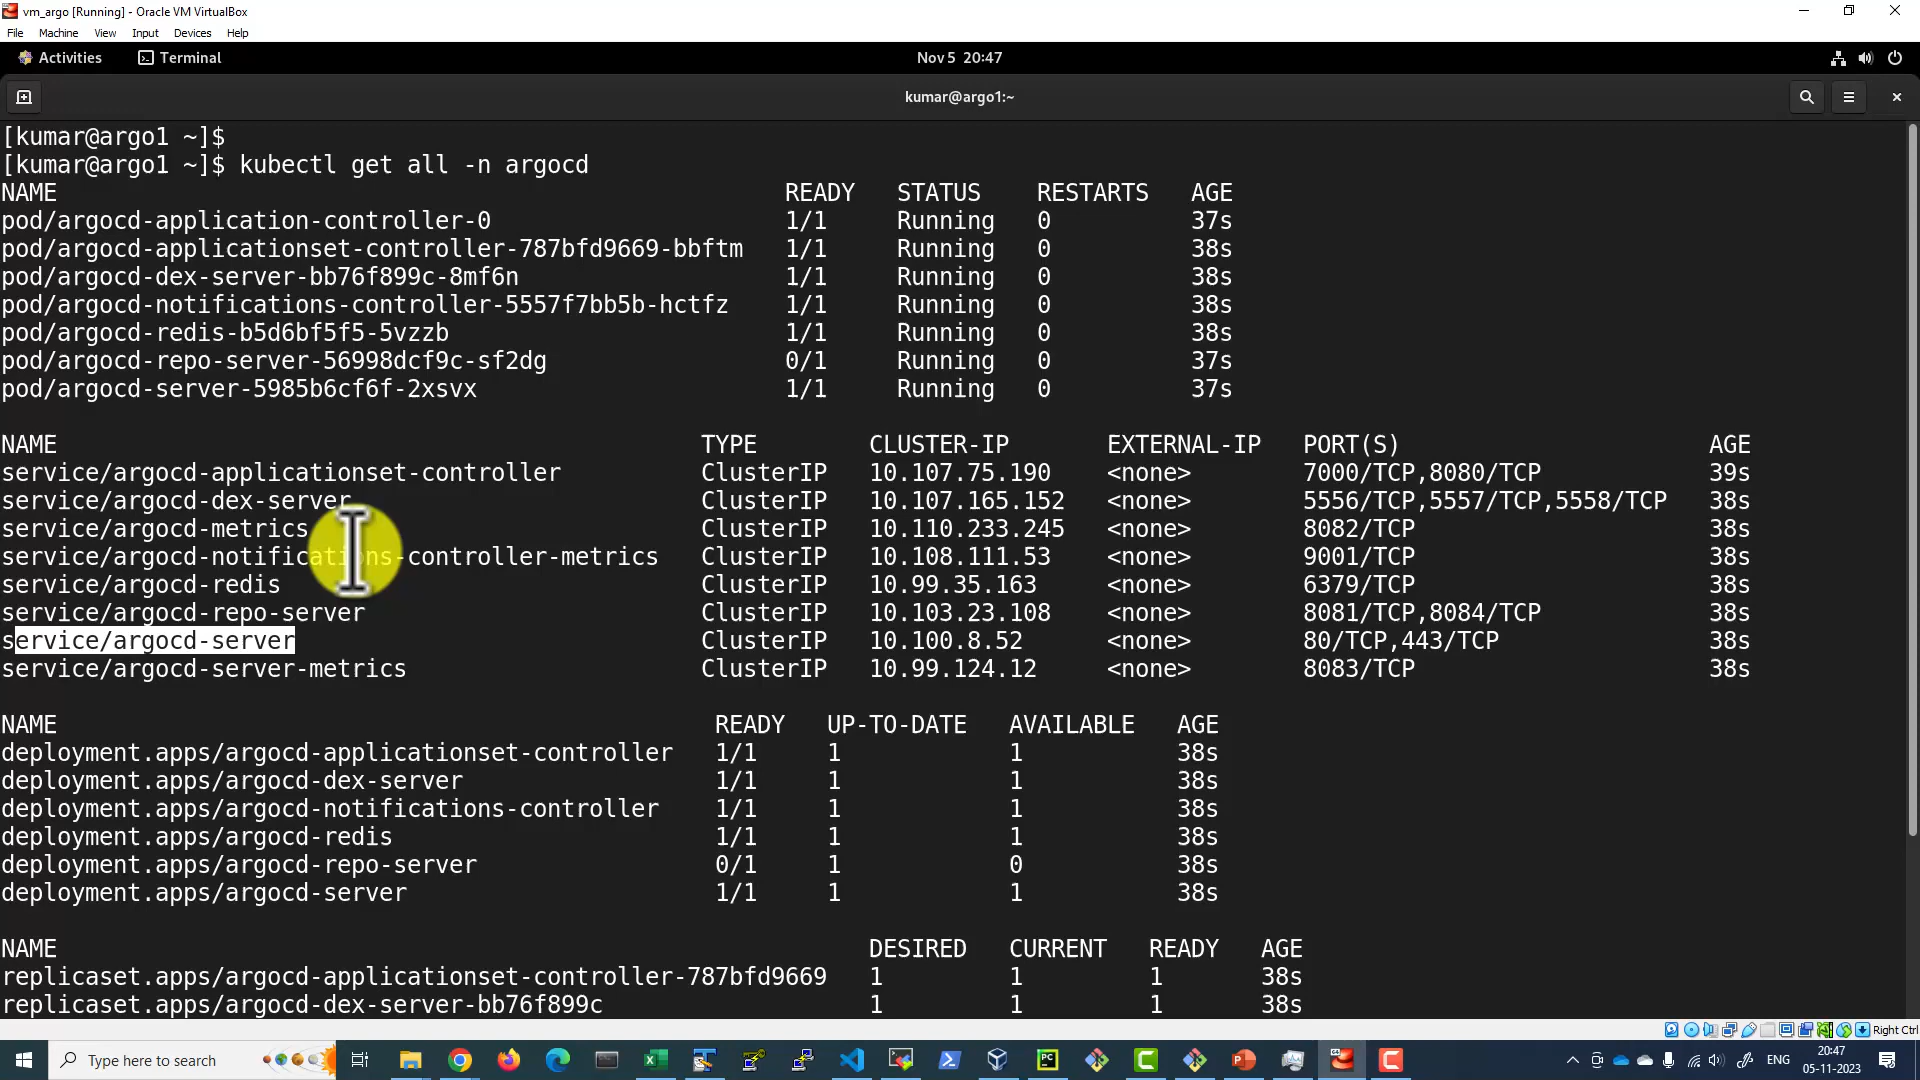 vm_argo [Running] - Oracle VM VirtualBox
File Machine View Input Devices Help
Activities Terminal Nov 5 20:47
kumar@argo1:~
[kumar@argo1 ~]$
[kumar@argo1 ~]$ kubectl get all -n argocd
NAME READY STATUS RESTARTS AGE
pod/argocd-application-controller-0 1/1 Running 0 37s
pod/argocd-applicationset-controller-787bfd9669-bbftm 1/1 Running 0 38s
pod/argocd-dex-server-bb76f899c-8mf6n 1/1 Running 0 38s
pod/argocd-notifications-controller-5557f7bb5b-hctfz 1/1 Running 0 38s
pod/argocd-redis-b5d6bf5f5-5vzzb 1/1 Running 0 38s
pod/argocd-repo-server-56998dcf9c-sf2dg 0/1 Running 0 37s
pod/argocd-server-5985b6cf6f-2xsvx 1/1 Running 0 37s
NAME TYPE CLUSTER-IP EXTERNAL-IP PORT(S) AGE
service/argocd-applicationset-controller ClusterIP 10.107.75.190 <none> 7000/TCP,8080/TCP 39s
service/argocd-dex-server ClusterIP 10.107.165.152 <none> 5556/TCP,5557/TCP,5558/TCP 38s
service/argocd-metrics ClusterIP 10.110.233.245 <none> 8082/TCP 38s
service/argocd-notifications-controller-metrics ClusterIP 10.108.111.53 <none> 9001/TCP 38s
service/argocd-redis ClusterIP 10.99.35.163 <none> 6379/TCP 38s
service/argocd-repo-server ClusterIP 10.103.23.108 <none> 8081/TCP,8084/TCP 38s
service/argocd-server ClusterIP 10.100.8.52 <none> 80/TCP,443/TCP 38s
service/argocd-server-metrics ClusterIP 10.99.124.12 <none> 8083/TCP 38s
NAME READY UP-TO-DATE AVAILABLE AGE
deployment.apps/argocd-applicationset-controller 1/1 1 1 38s
deployment.apps/argocd-dex-server 1/1 1 1 38s
deployment.apps/argocd-notifications-controller 1/1 1 1 38s
deployment.apps/argocd-redis 1/1 1 1 38s
deployment.apps/argocd-repo-server 0/1 1 0 38s
deployment.apps/argocd-server 1/1 1 1 38s
NAME DESIRED CURRENT READY AGE
replicaset.apps/argocd-applicationset-controller-787bfd9669 1 1 1 38s
replicaset.apps/argocd-dex-server-bb76f899c 1 1 1 38s
Right Ctrl
Type here to search
ENG
20:47
05-11-2023